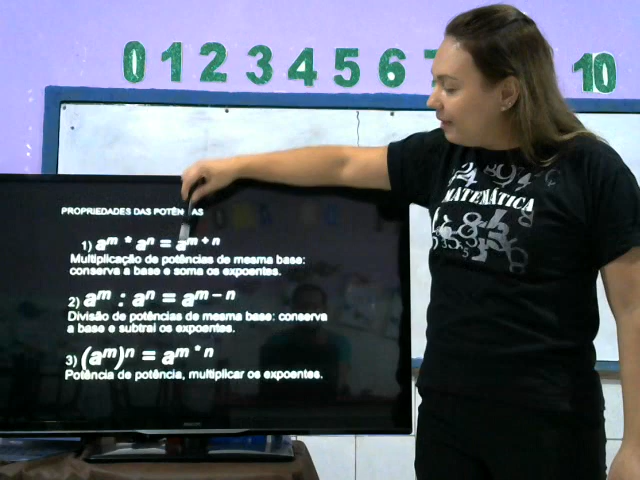 0 1 2 3 4 5 6 7 10
MATEMÁTICA
PROPRIEDADES DAS POTÊNCIAS
1) aᵐ * aⁿ = aᵐ⁺ⁿ
Multiplicação de potências de mesma base:
conserva a base e soma os expoentes.
2) aᵐ : aⁿ = aᵐ⁻ⁿ
Divisão de potências de mesma base: conserva
a base e subtrai os expoentes.
3) (aᵐ)ⁿ = aᵐ * ⁿ
Potência de potência, multiplicar os expoentes.